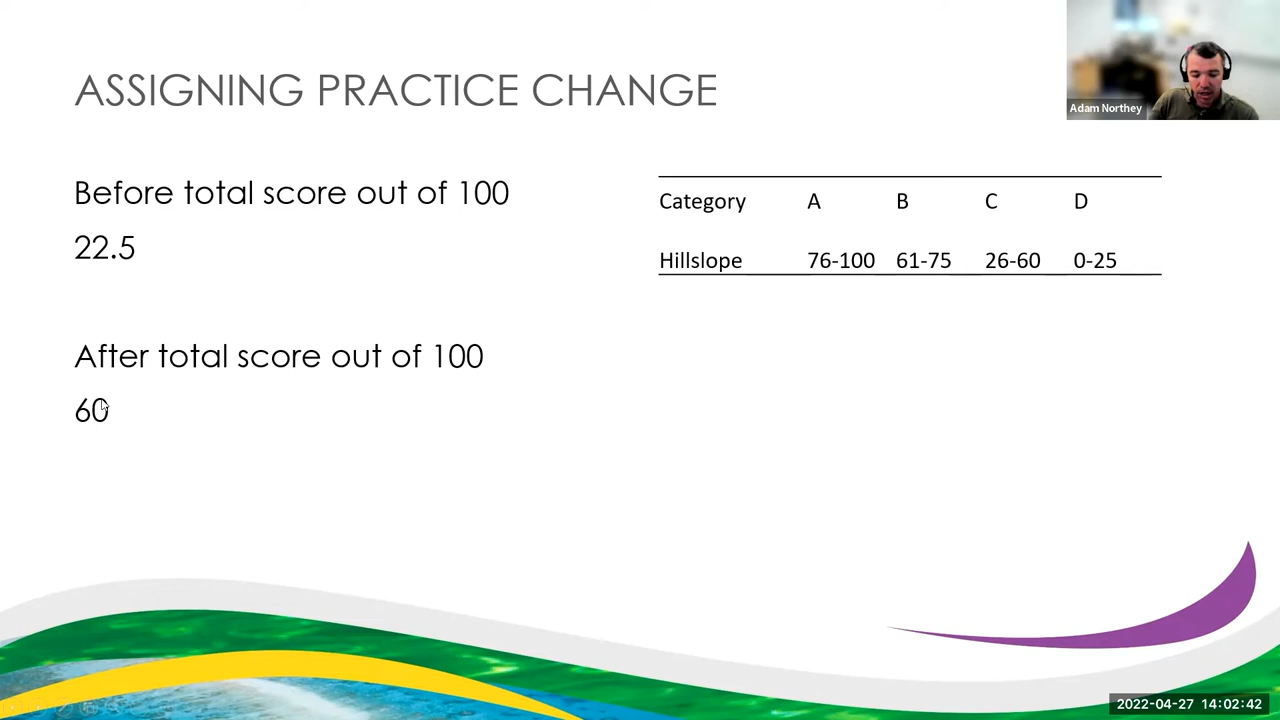 Adam Northey
ASSIGNING PRACTICE CHANGE
Before total score out of 100
22.5
After total score out of 100
60
Category A B C D
Hillslope 76-100 61-75 26-60 0-25
2022-04-27 14:02:42